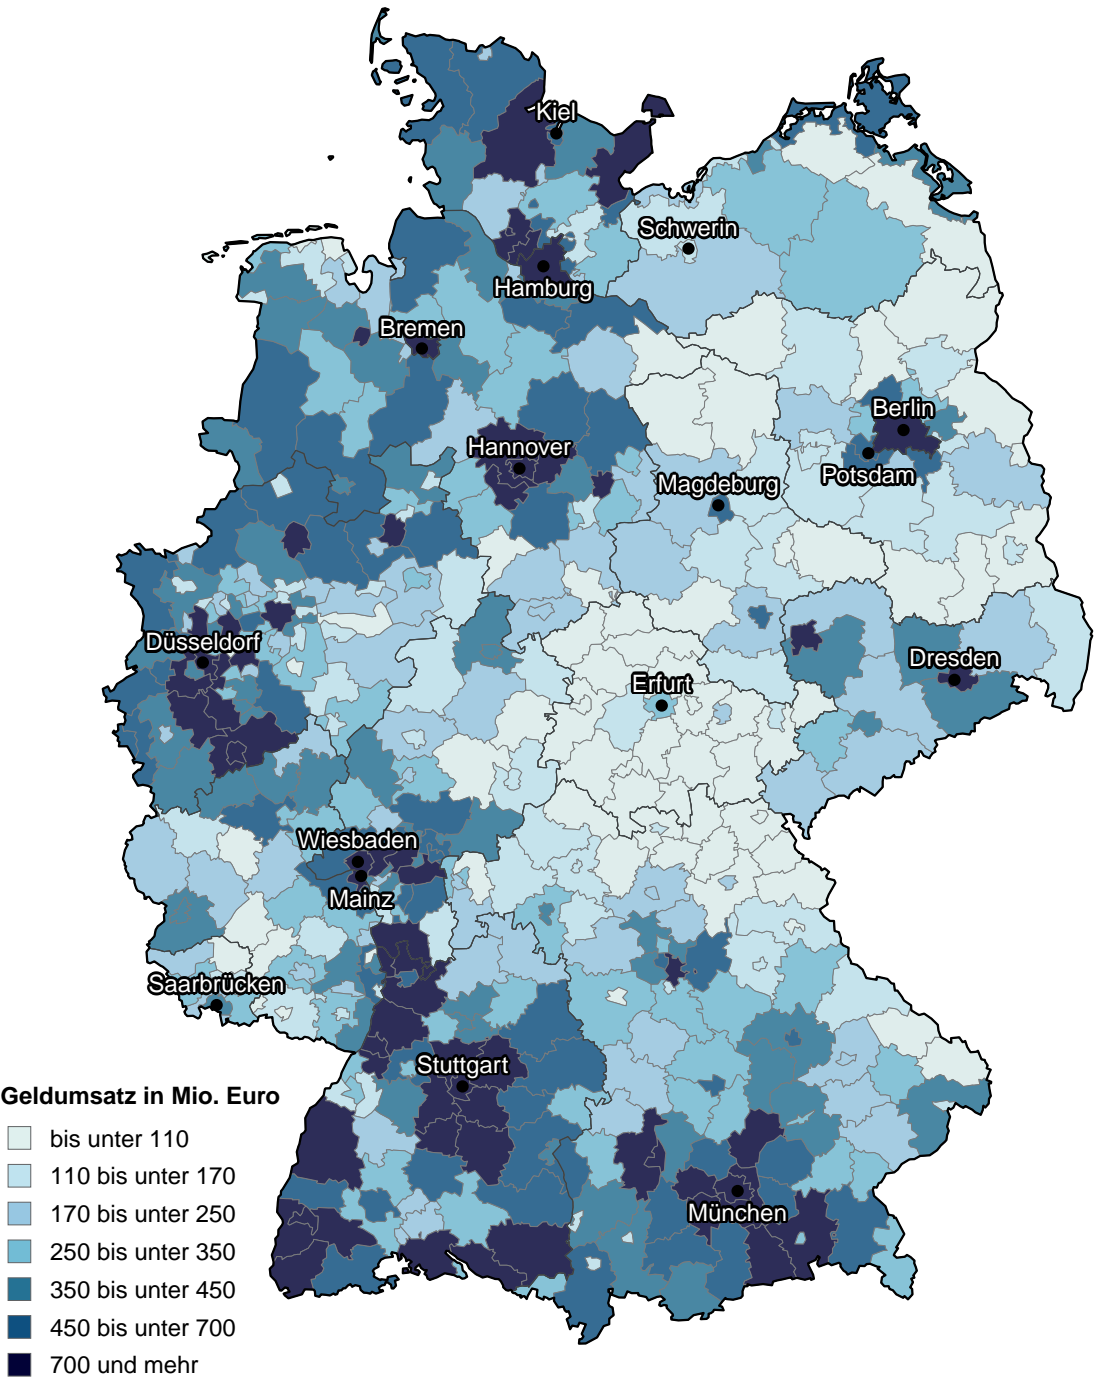 Kiel
Schwerin
Hamburg
Bremen
Berlin
Hannover
Potsdam
Magdeburg
Düsseldorf
Dresden
Erfurt
Wiesbaden
Mainz
Saarbrücken
Stuttgart
München
Geldumsatz in Mio. Euro
bis unter 110
110 bis unter 170
170 bis unter 250
250 bis unter 350
350 bis unter 450
450 bis unter 700
700 und mehr